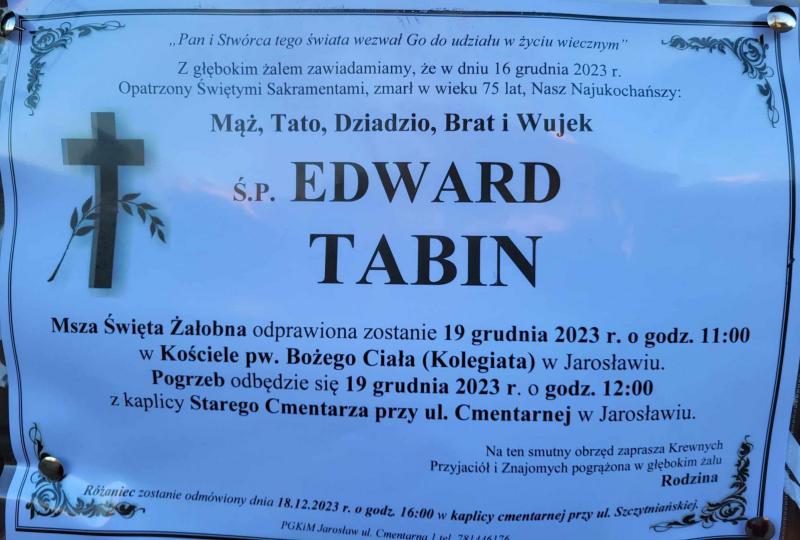 „Pan i Stwórca tego świata wezwał Go do udziału w życiu wiecznym”
Z głębokim żalem zawiadamiamy, że w dniu 16 grudnia 2023 r.
Opatrzony Świętymi Sakramentami, zmarł w wieku 75 lat, Nasz Najukochańszy:
Mąż, Tato, Dziadzio, Brat i Wujek
Ś.P. EDWARD
TABIN
Msza Święta Żałobna odprawiona zostanie 19 grudnia 2023 r. o godz. 11:00
w Kościele pw. Bożego Ciała (Kolegiata) w Jarosławiu.
Pogrzeb odbędzie się 19 grudnia 2023 r. o godz. 12:00
z kaplicy Starego Cmentarza przy ul. Cmentarnej w Jarosławiu.
Na ten smutny obrzęd zaprasza Krewnych
Przyjaciół i Znajomych pogrążona w głębokim żalu
Rodzina
Różaniec zostanie odmówiony dnia 18.12.2023 r. o godz. 16:00 w kaplicy cmentarnej przy ul. Szczytniańskiej.
PGKiM Jarosław ul. Cmentarna 1 tel. 781446176